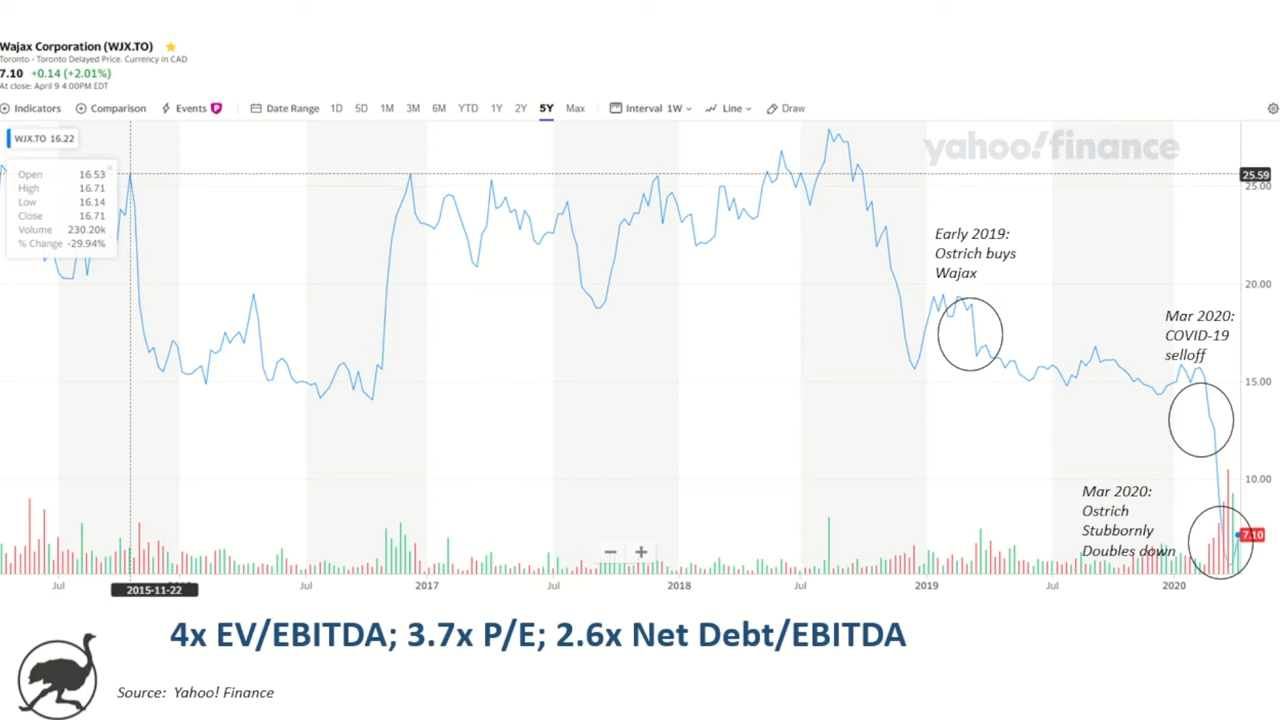 Wajax Corporation (WJX.TO)
Toronto - Toronto Delayed Price. Currency in CAD
7.10 +0.14 (+2.01%)
At close: April 9 4:00PM EDT
Indicators Comparison Events Date Range 1D 5D 1M 3M 6M YTD 1Y 2Y 5Y Max Interval 1W Line Draw
WJX.TO 16.22
yahoo!finance
Open 16.53
High 16.71
Low 16.14
Close 16.71
Volume 230.20k
% Change -29.94%
25.59
25.00
Early 2019:
Ostrich buys
Wajax
20.00
Mar 2020:
COVID-19
selloff
15.00
10.00
Mar 2020:
Ostrich
Stubbornly
Doubles down
7.10
Jul Jul 2017 Jul 2018 Jul 2019 Jul 2020
2015-11-22
4x EV/EBITDA; 3.7x P/E; 2.6x Net Debt/EBITDA
Source: Yahoo! Finance